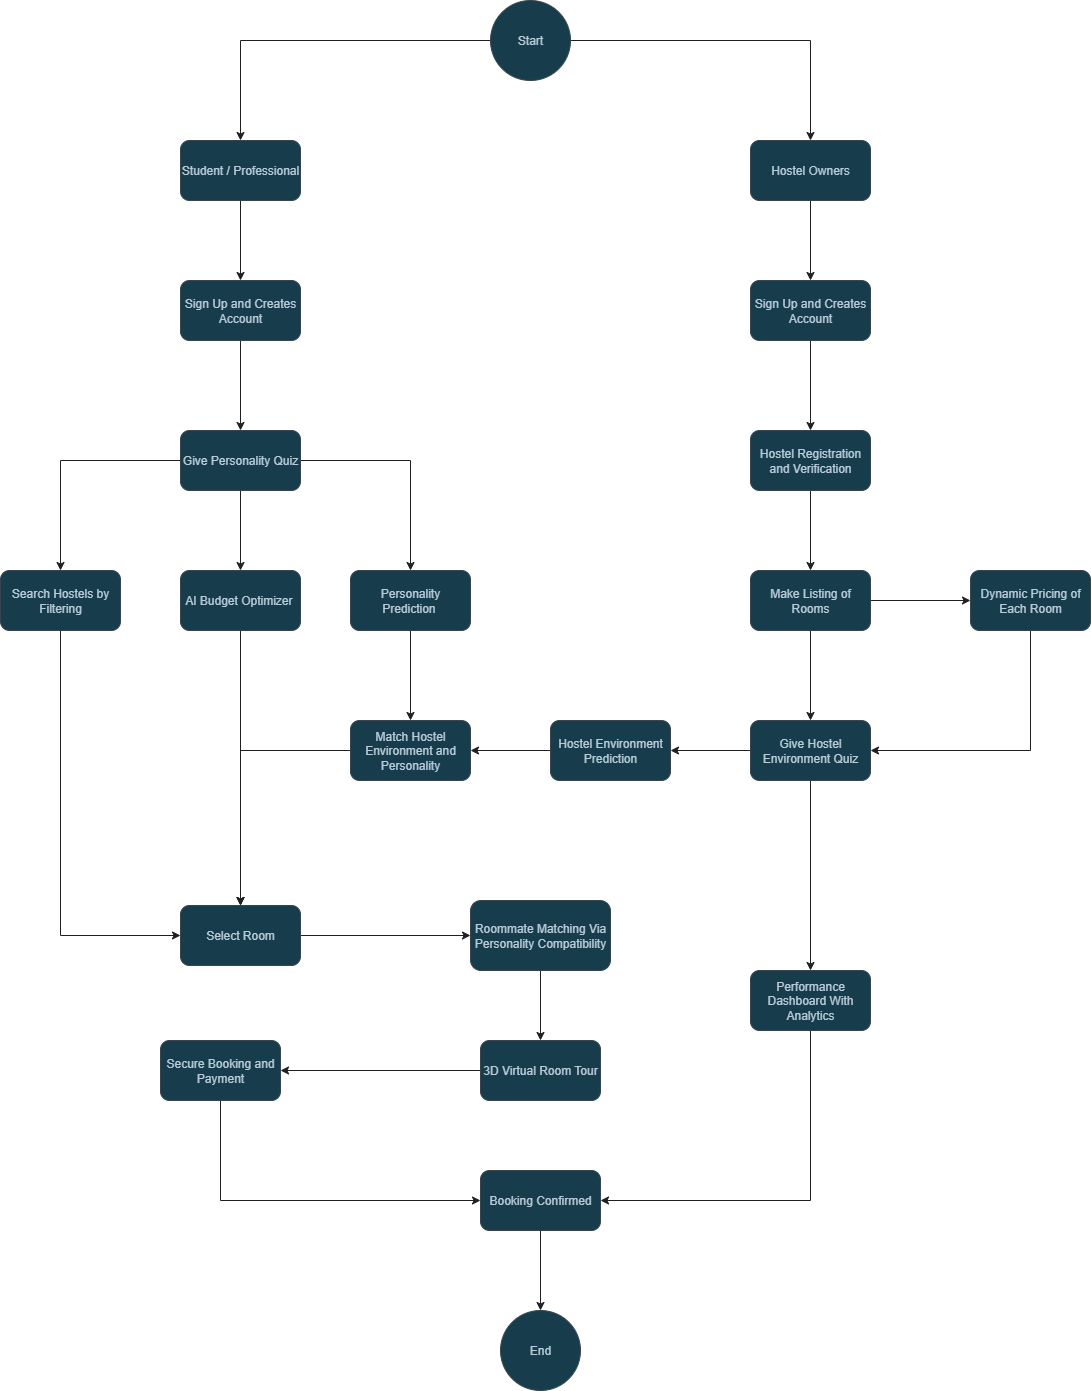 Start
Student / Professional
Hostel Owners
Sign Up and Creates
Account
Sign Up and Creates
Account
Give Personality Quiz
Hostel Registration
and Verification
Search Hostels by
Filtering
AI Budget Optimizer
Personality
Prediction
Make Listing of
Rooms
Dynamic Pricing of
Each Room
Match Hostel
Environment and
Personality
Hostel Environment
Prediction
Give Hostel
Environment Quiz
Select Room
Roommate Matching Via
Personality Compatibility
Performance
Dashboard With
Analytics
Secure Booking and
Payment
3D Virtual Room Tour
Booking Confirmed
End